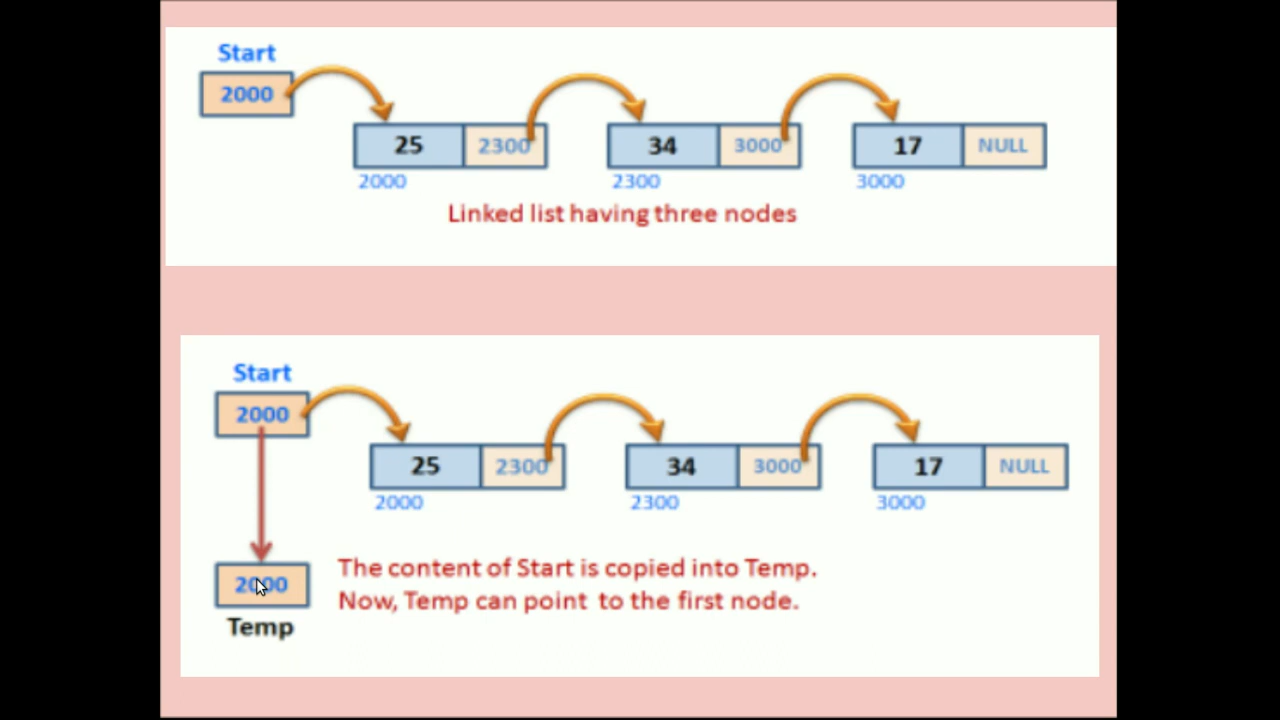 Start
2000
25 2300 34 3000 17 NULL
2000 2300 3000
Linked list having three nodes
Start
2000
25 2300 34 3000 17 NULL
2000 2300 3000
The content of Start is copied into Temp.
2000
Now, Temp can point to the first node.
Temp